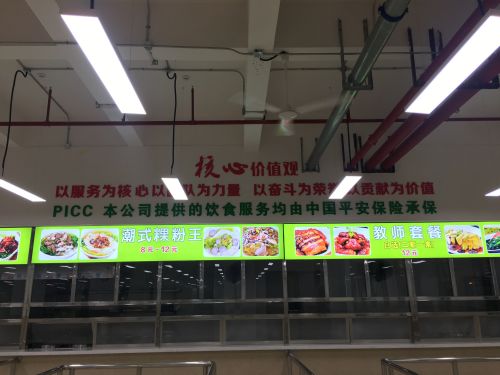 核心价值观
以服务为核心以团队为力量 以奋斗为荣耀以贡献为价值
PICC 本公司提供的饮食服务均由中国平安保险承保
潮式粿粉王
8元-12元
教师套餐
12元